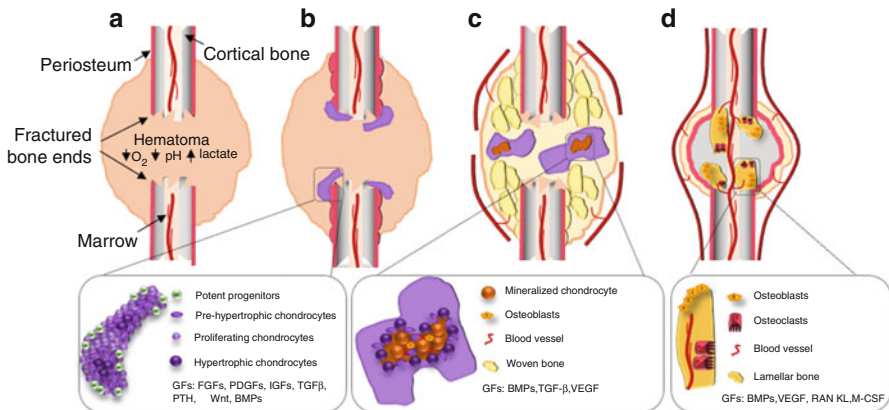 a
b
c
d
Periosteum
Cortical bone
Fractured
bone ends
Hematoma
O2 pH lactate
Marrow
Potent progenitors
Pre-hypertrophic chondrocytes
Proliferating chondrocytes
Hypertrophic chondrocytes
GFs: FGFs, PDGFs, IGFs, TGFβ,
PTH, Wnt, BMPs
Mineralized chondrocyte
Osteoblasts
Blood vessel
Woven bone
GFs: BMPs,TGF-β,VEGF
Osteoblasts
Osteoclasts
Blood vessel
Lamellar bone
GFs: BMPs,VEGF, RAN KL,M-CSF